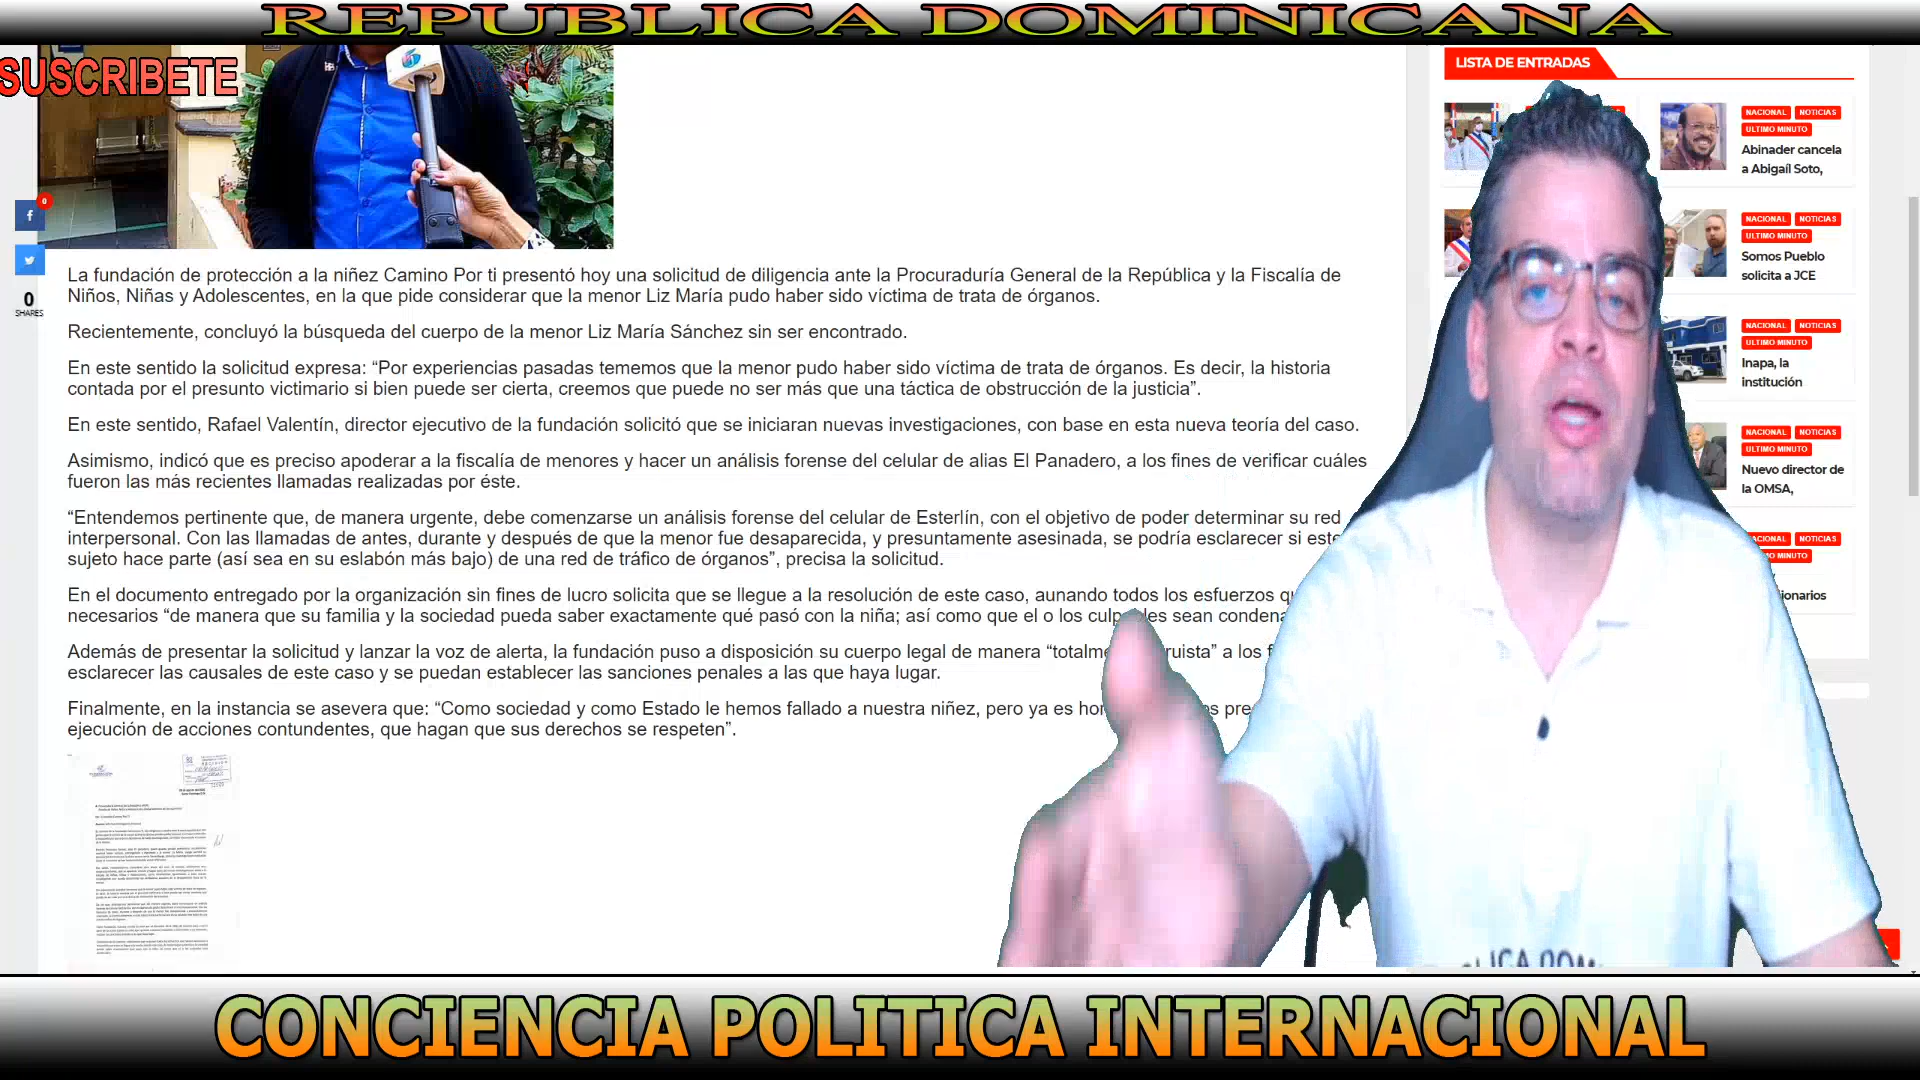 REPUBLICA DOMINICANA
SUSCRIBETE
0
0
SHARES
La fundación de protección a la niñez Camino Por ti presentó hoy una solicitud de diligencia ante la Procuraduría General de la República y la Fiscalía de
Niños, Niñas y Adolescentes, en la que pide considerar que la menor Liz María pudo haber sido víctima de trata de órganos.
Recientemente, concluyó la búsqueda del cuerpo de la menor Liz María Sánchez sin ser encontrado.
En este sentido la solicitud expresa: “Por experiencias pasadas tememos que la menor pudo haber sido víctima de trata de órganos. Es decir, la historia
contada por el presunto victimario si bien puede ser cierta, creemos que puede no ser más que una táctica de obstrucción de la justicia”.
En este sentido, Rafael Valentín, director ejecutivo de la fundación solicitó que se iniciaran nuevas investigaciones, con base en esta nueva teoría del caso.
Asimismo, indicó que es preciso apoderar a la fiscalía de menores y hacer un análisis forense del celular de alias El Panadero, a los fines de verificar cuáles
fueron las más recientes llamadas realizadas por éste.
“Entendemos pertinente que, de manera urgente, debe comenzarse un análisis forense del celular de Esterlín, con el objetivo de poder determinar su red
interpersonal. Con las llamadas de antes, durante y después de que la menor fue desaparecida, y presuntamente asesinada, se podría esclarecer si este
sujeto hace parte (así sea en su eslabón más bajo) de una red de tráfico de órganos”, precisa la solicitud.
En el documento entregado por la organización sin fines de lucro solicita que se llegue a la resolución de este caso, aunando todos los esfuerzos
necesarios “de manera que su familia y la sociedad pueda saber exactamente qué pasó con la niña; así como que el o los sean
Además de presentar la solicitud y lanzar la voz de alerta, la fundación puso a disposición su cuerpo legal de manera a los
esclarecer las causales de este caso y se puedan establecer las sanciones penales a las que haya lugar.
Finalmente, en la instancia se asevera que: “Como sociedad y como Estado le hemos fallado a nuestra niñez, pero ya es
ejecución de acciones contundentes, que hagan que sus derechos se respeten”.
LISTA DE ENTRADAS
NACIONAL NOTICIAS
ULTIMO MINUTO
Abinader cancela
a Abigaíl Soto,
NACIONAL NOTICIAS
ULTIMO MINUTO
Somos Pueblo
solicita a JCE
NACIONAL NOTICIAS
ULTIMO MINUTO
Inapa, la
institución
NACIONAL NOTICIAS
ULTIMO MINUTO
Nuevo director de
la OMSA,
NOTICIAS
MINUTO
CONCIENCIA POLITICA INTERNACIONAL